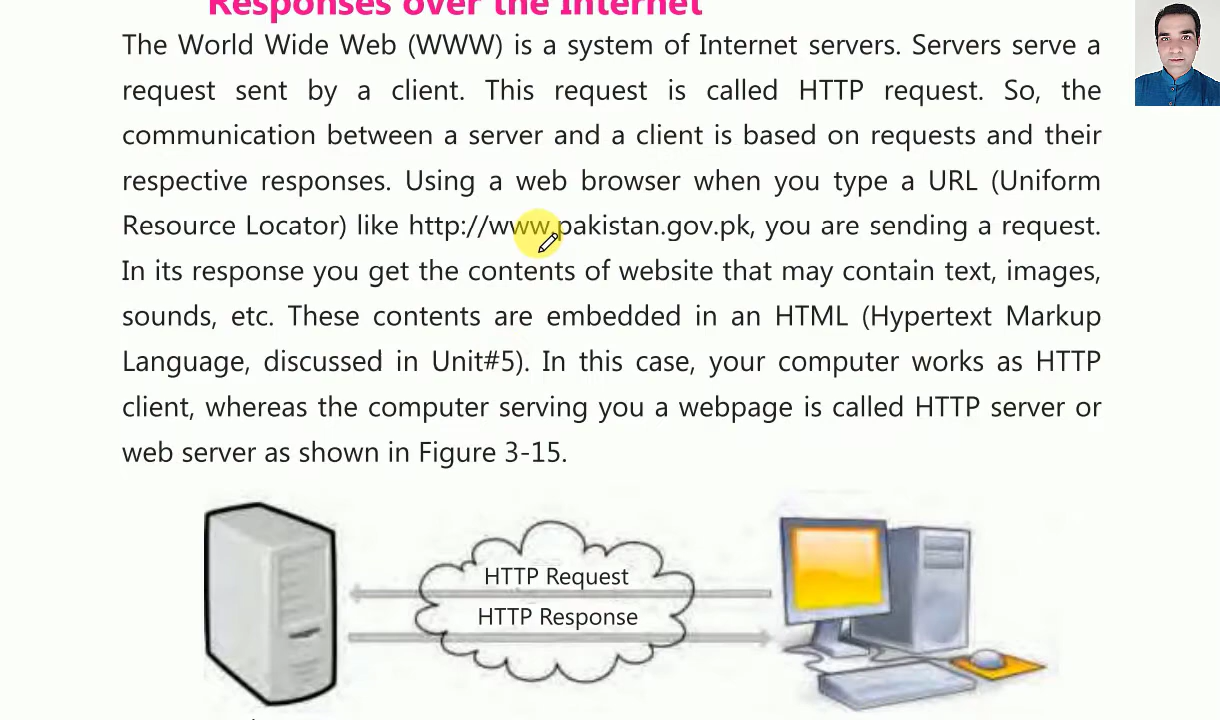 Responses over the Internet
The World Wide Web (WWW) is a system of Internet servers. Servers serve a
request sent by a client. This request is called HTTP request. So, the
communication between a server and a client is based on requests and their
respective responses. Using a web browser when you type a URL (Uniform
Resource Locator) like http://www.pakistan.gov.pk, you are sending a request.
In its response you get the contents of website that may contain text, images,
sounds, etc. These contents are embedded in an HTML (Hypertext Markup
Language, discussed in Unit#5). In this case, your computer works as HTTP
client, whereas the computer serving you a webpage is called HTTP server or
web server as shown in Figure 3-15.
HTTP Request
HTTP Response